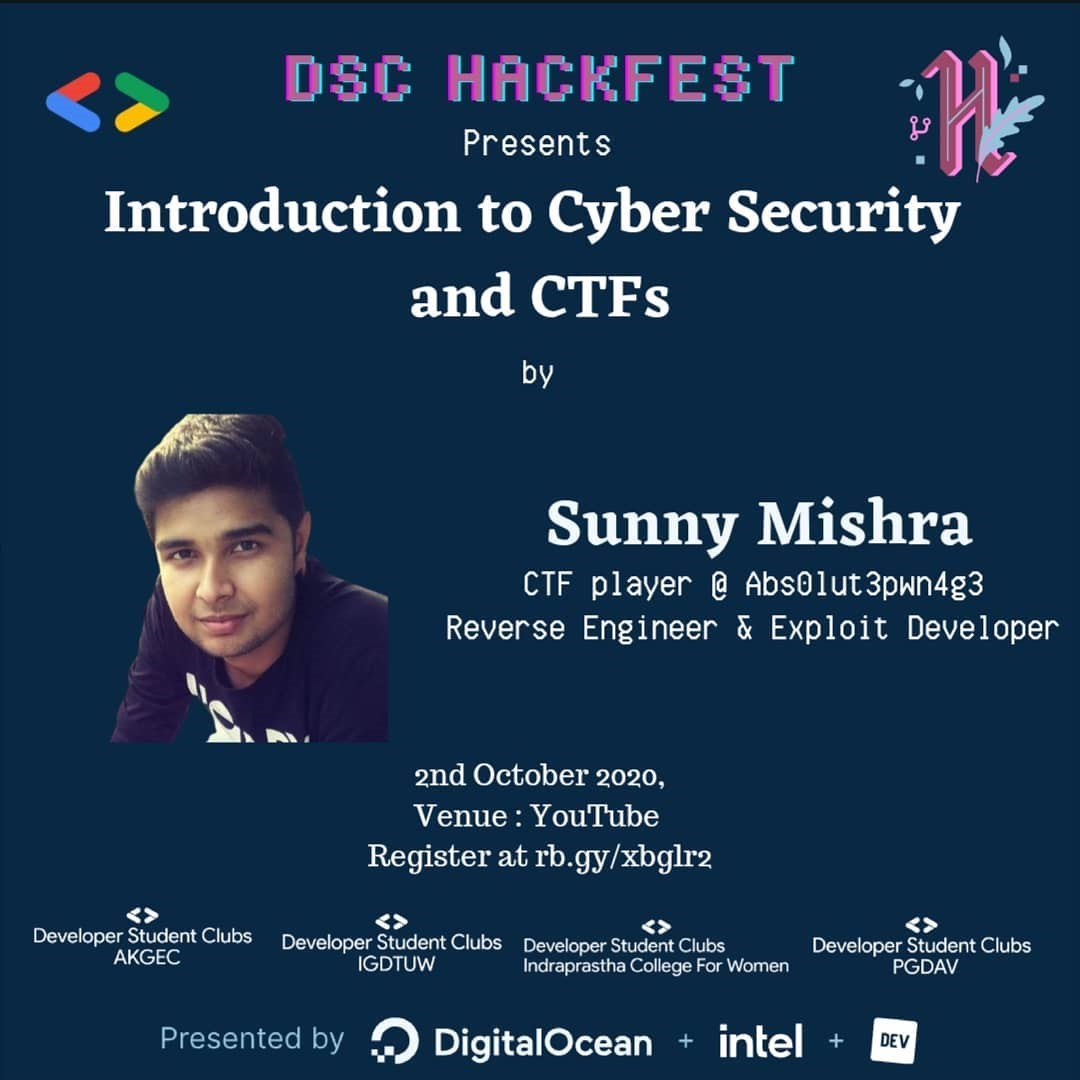 DSC HACKFEST
Presents
Introduction to Cyber Security
and CTFs
by
Sunny Mishra
CTF player @ Abs0lut3pwn4g3
Reverse Engineer & Exploit Developer
2nd October 2020,
Venue : YouTube
Register at rb.gy/xbglr2
Developer Student Clubs
AKGEC
Developer Student Clubs
IGDTUW
Developer Student Clubs
Indraprastha College For Women
Developer Student Clubs
PGDAV
Presented by DigitalOcean + intel + DEV